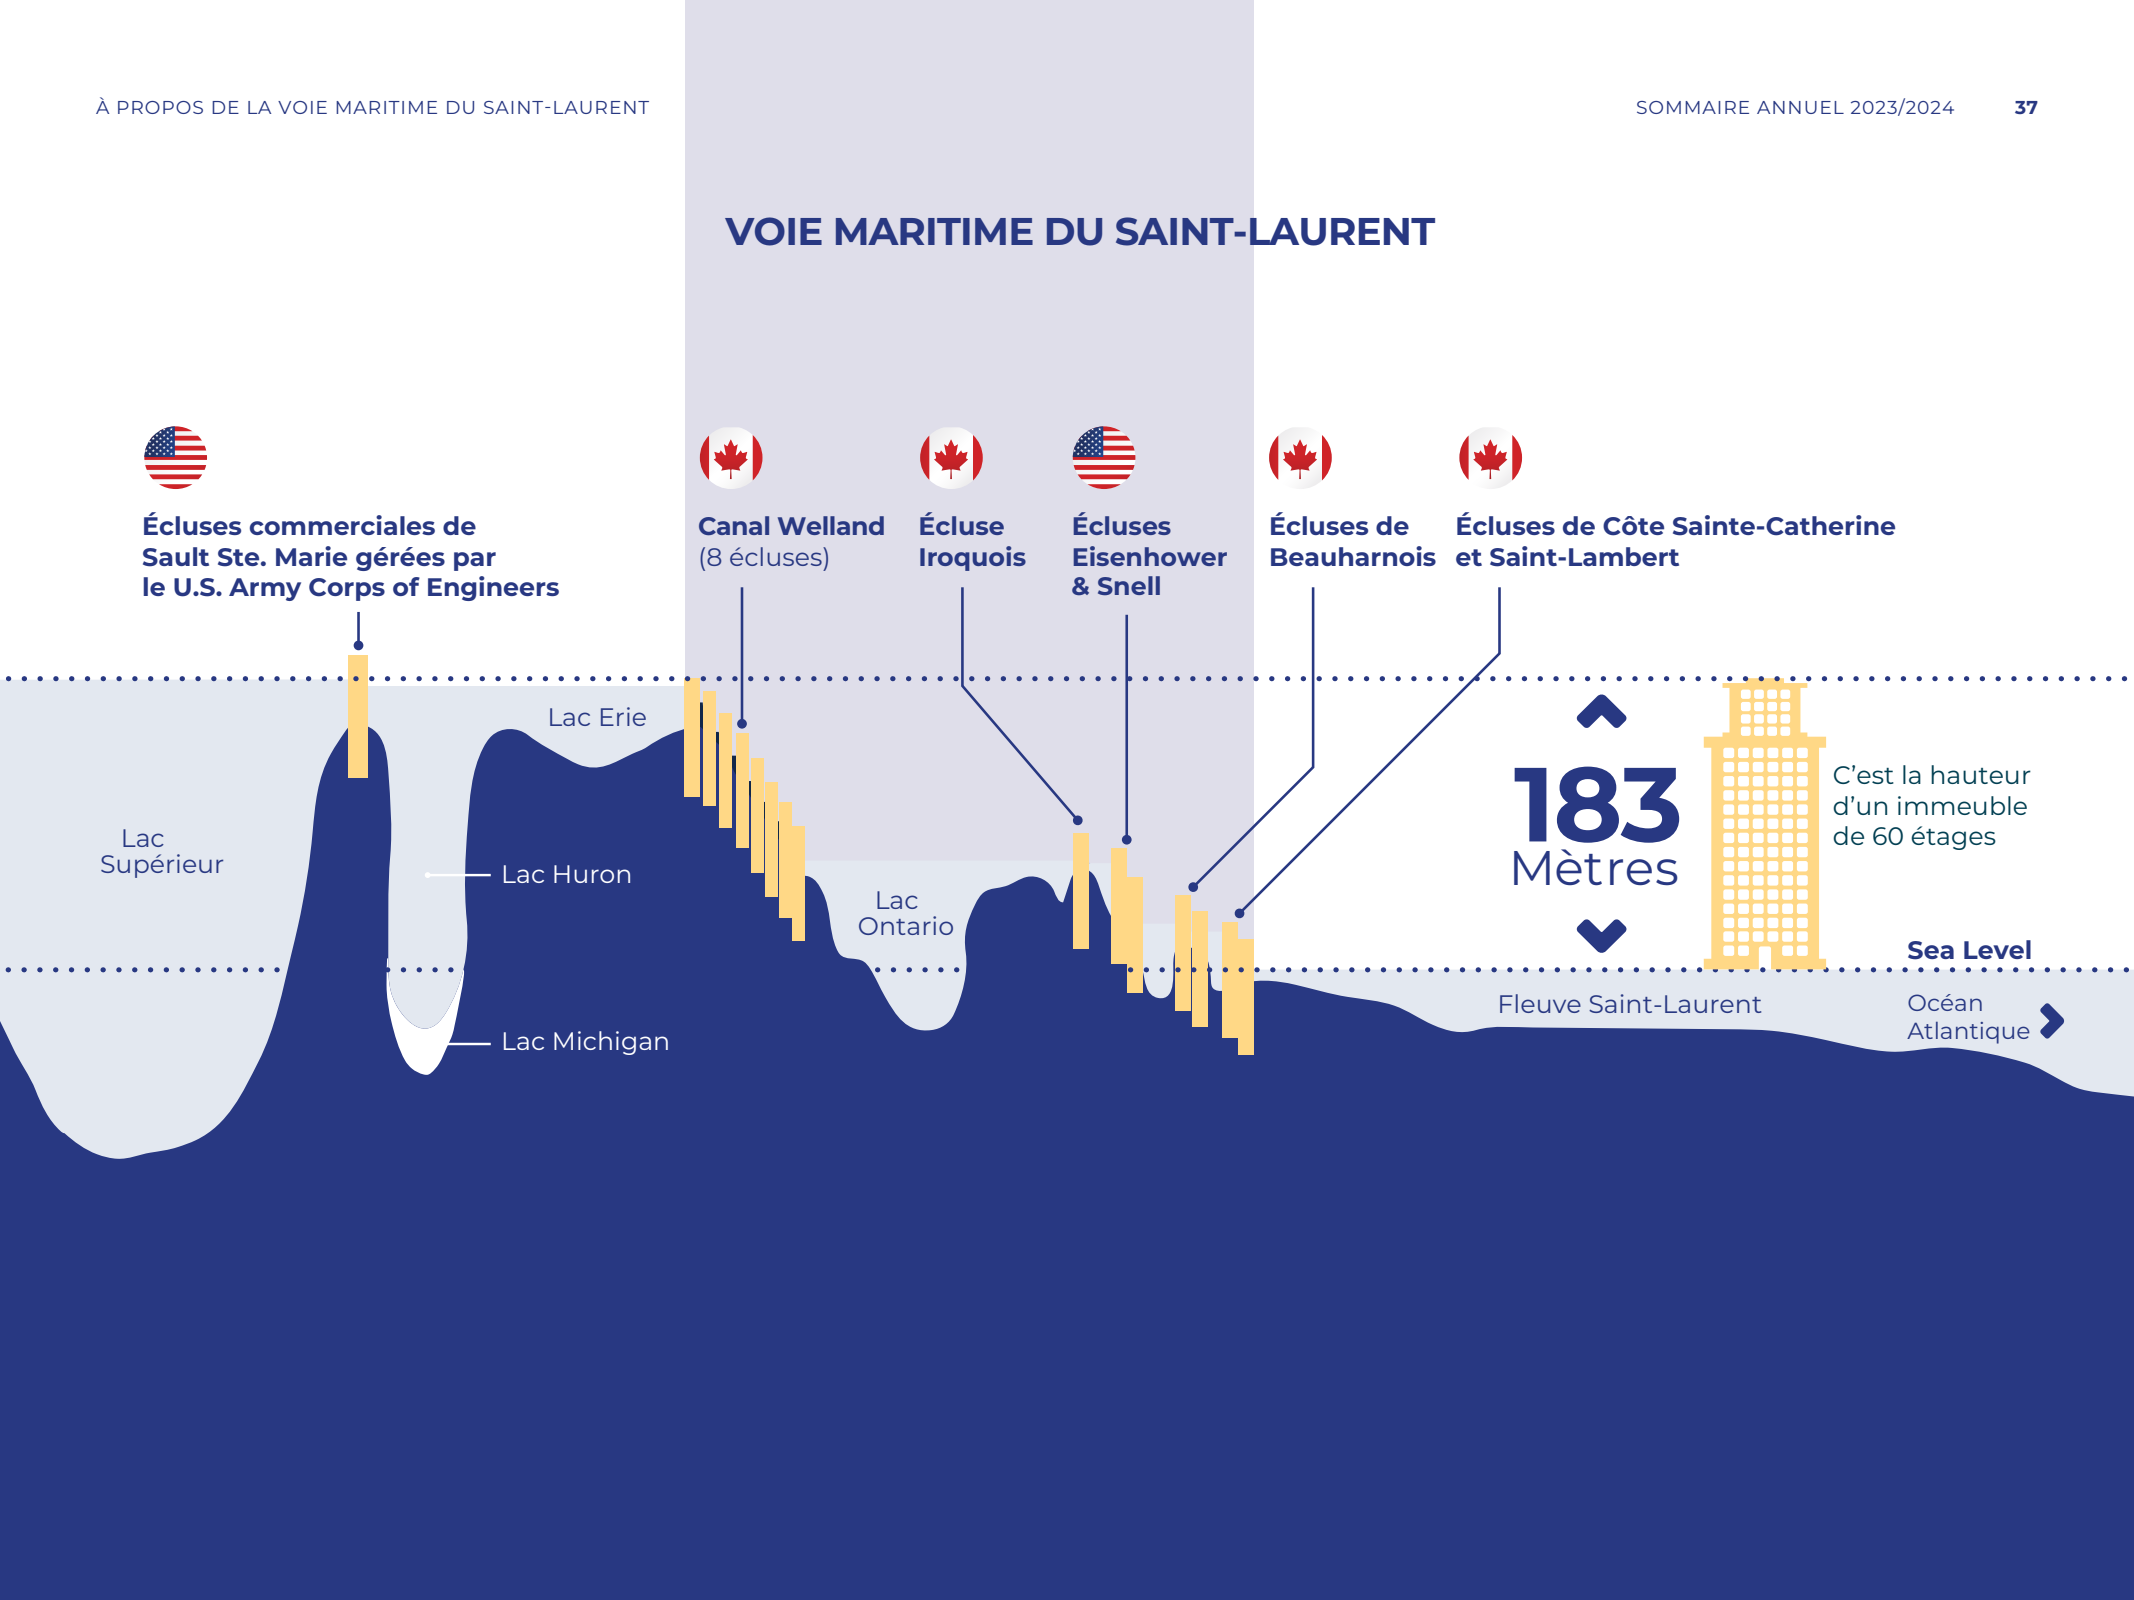 À PROPOS DE LA VOIE MARITIME DU SAINT-LAURENT
SOMMAIRE ANNUEL 2023/2024 37
VOIE MARITIME DU SAINT-LAURENT
Écluses commerciales de
Sault Ste. Marie gérées par
le U.S. Army Corps of Engineers
Canal Welland
(8 écluses)
Écluse
Iroquois
Écluses
Eisenhower
& Snell
Écluses de
Beauharnois
Écluses de Côte Sainte-Catherine
et Saint-Lambert
Lac Erie
Lac
Supérieur
Lac Huron
Lac Michigan
Lac
Ontario
183
Mètres
C’est la hauteur
d’un immeuble
de 60 étages
Sea Level
Fleuve Saint-Laurent
Océan
Atlantique